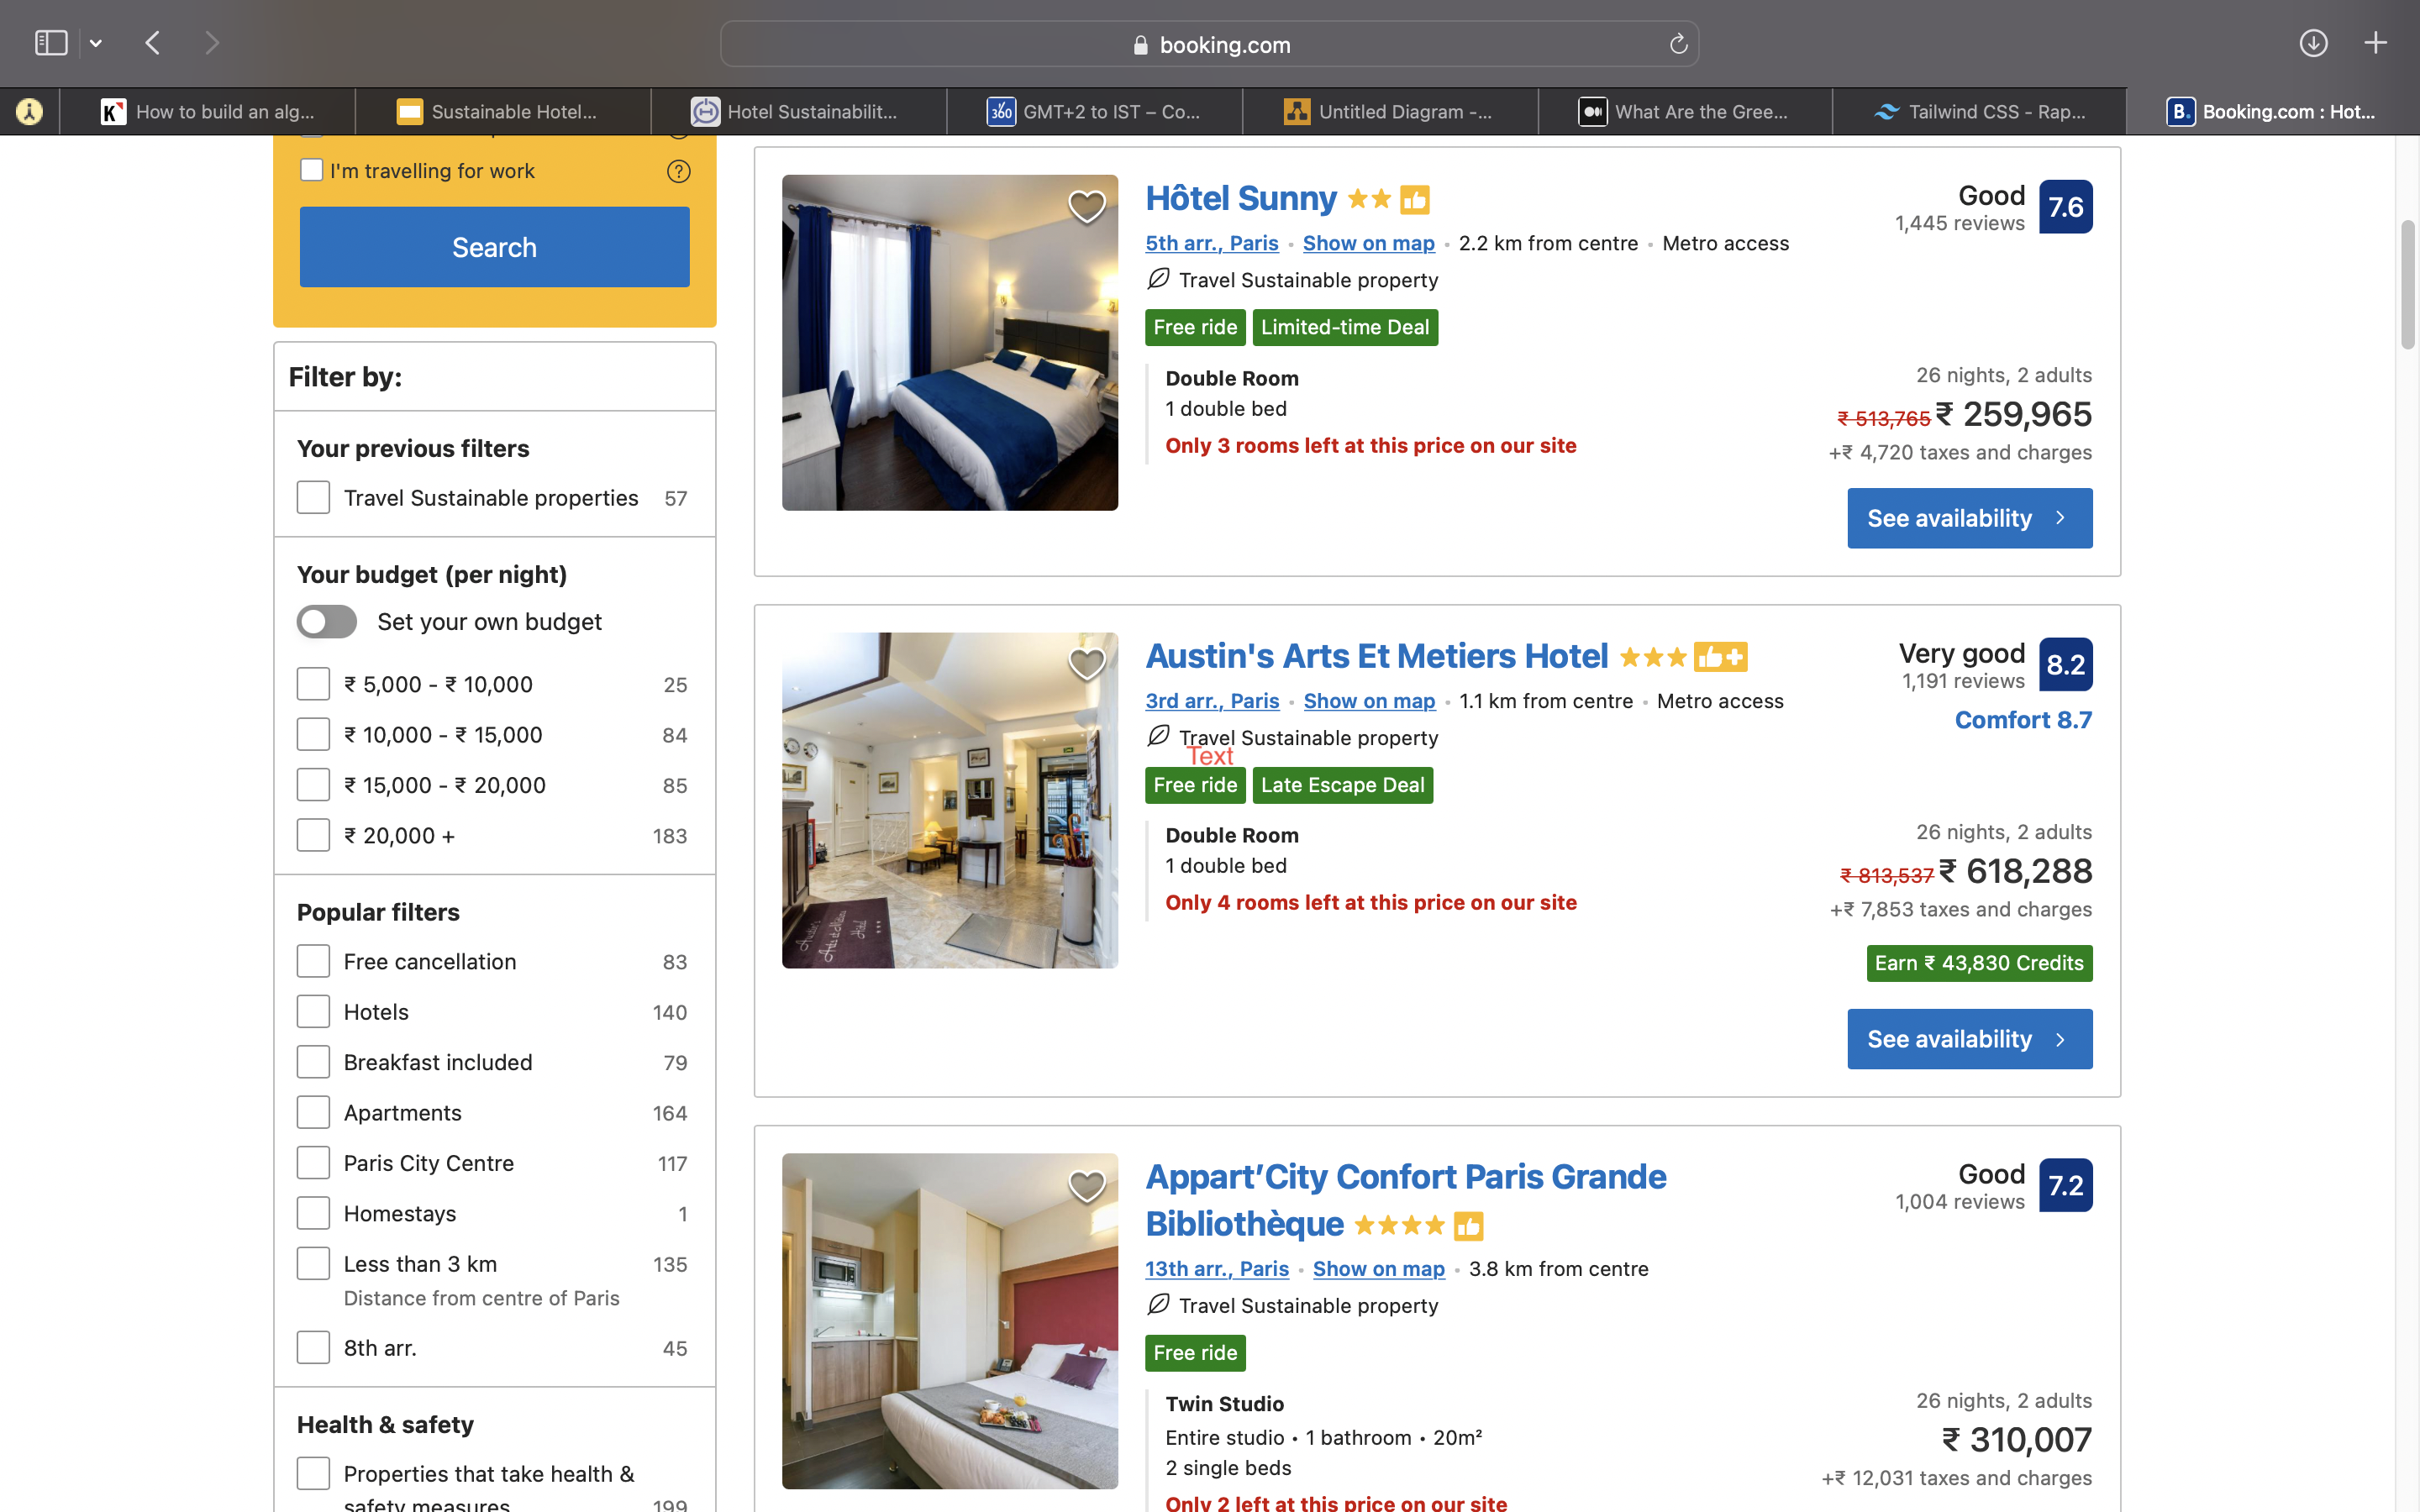 booking.com
How to build an alg...
Sustainable Hotel...
Hotel Sustainabilit...
360
GMT+2 to IST – Co...
Untitled Diagram -...
What Are the Gree...
Tailwind CSS - Rap...
B.
Booking.com : Hot...
I'm travelling for work
?
Search
Filter by:
Your previous filters
Travel Sustainable properties 57
Your budget (per night)
Set your own budget
₹ 5,000 - ₹ 10,000 25
₹ 10,000 - ₹ 15,000 84
₹ 15,000 - ₹ 20,000 85
₹ 20,000 + 183
Popular filters
Free cancellation 83
Hotels 140
Breakfast included 79
Apartments 164
Paris City Centre 117
Homestays 1
Less than 3 km 135
Distance from centre of Paris
8th arr. 45
Health & safety
Properties that take health &
safety measures 199
Hôtel Sunny
Good 7.6
1,445 reviews
5th arr., Paris • Show on map • 2.2 km from centre • Metro access
Travel Sustainable property
Free ride Limited-time Deal
Double Room
1 double bed
Only 3 rooms left at this price on our site
26 nights, 2 adults
₹ 513,765 ₹ 259,965
+₹ 4,720 taxes and charges
See availability
Austin's Arts Et Metiers Hotel
Very good 8.2
1,191 reviews
Comfort 8.7
3rd arr., Paris • Show on map • 1.1 km from centre • Metro access
Travel Sustainable property
Text
Free ride Late Escape Deal
Double Room
1 double bed
Only 4 rooms left at this price on our site
26 nights, 2 adults
₹ 813,537 ₹ 618,288
+₹ 7,853 taxes and charges
Earn ₹ 43,830 Credits
See availability
Austin's
Arts et Métiers
Hôtel
Appart’City Confort Paris Grande
Bibliothèque
Good 7.2
1,004 reviews
13th arr., Paris • Show on map • 3.8 km from centre
Travel Sustainable property
Free ride
Twin Studio
Entire studio • 1 bathroom • 20m²
2 single beds
Only 2 left at this price on our site
26 nights, 2 adults
₹ 310,007
+₹ 12,031 taxes and charges